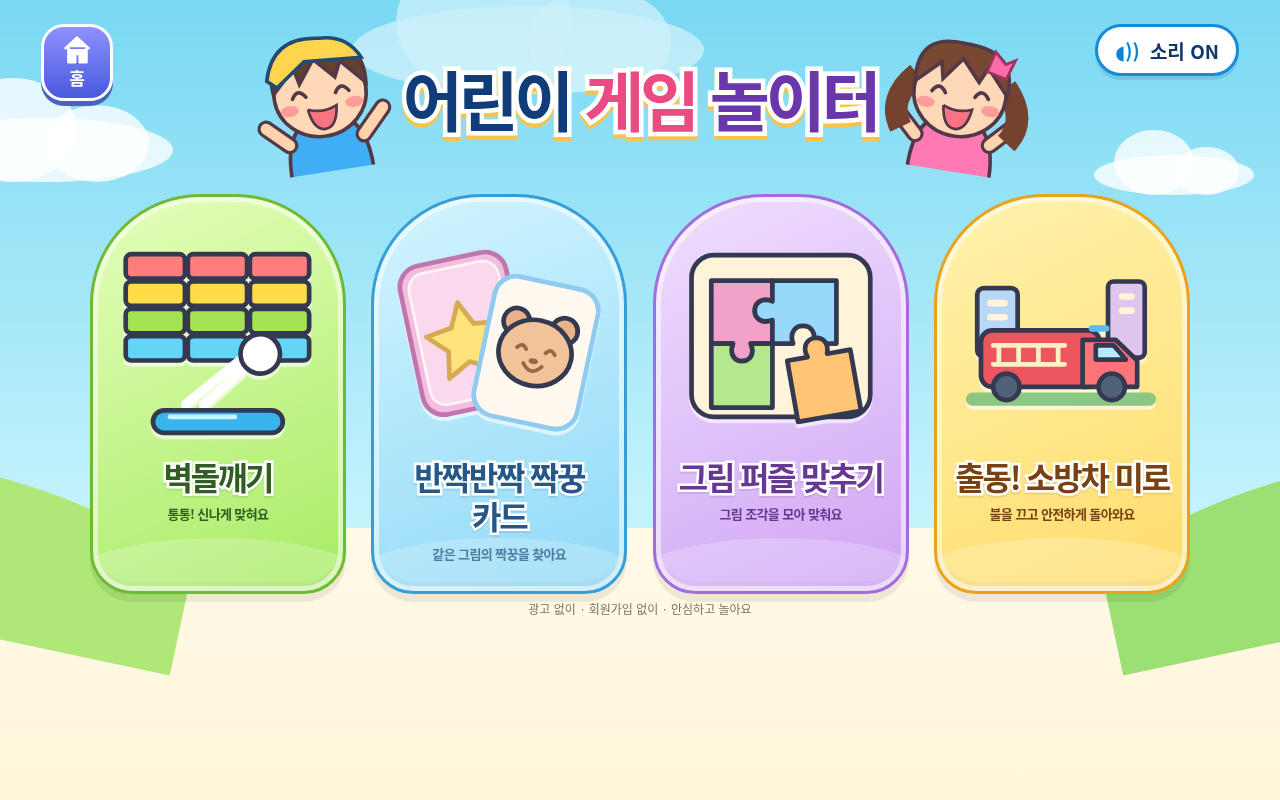 홈
소리 ON
어린이 게임 놀이터
벽돌깨기
통통! 신나게 맞혀요
반짝반짝 짝꿍
카드
같은 그림의 짝꿍을 찾아요
그림 퍼즐 맞추기
그림 조각을 모아 맞춰요
출동! 소방차 미로
불을 끄고 안전하게 돌아와요
광고 없이 · 회원가입 없이 · 안심하고 놀아요